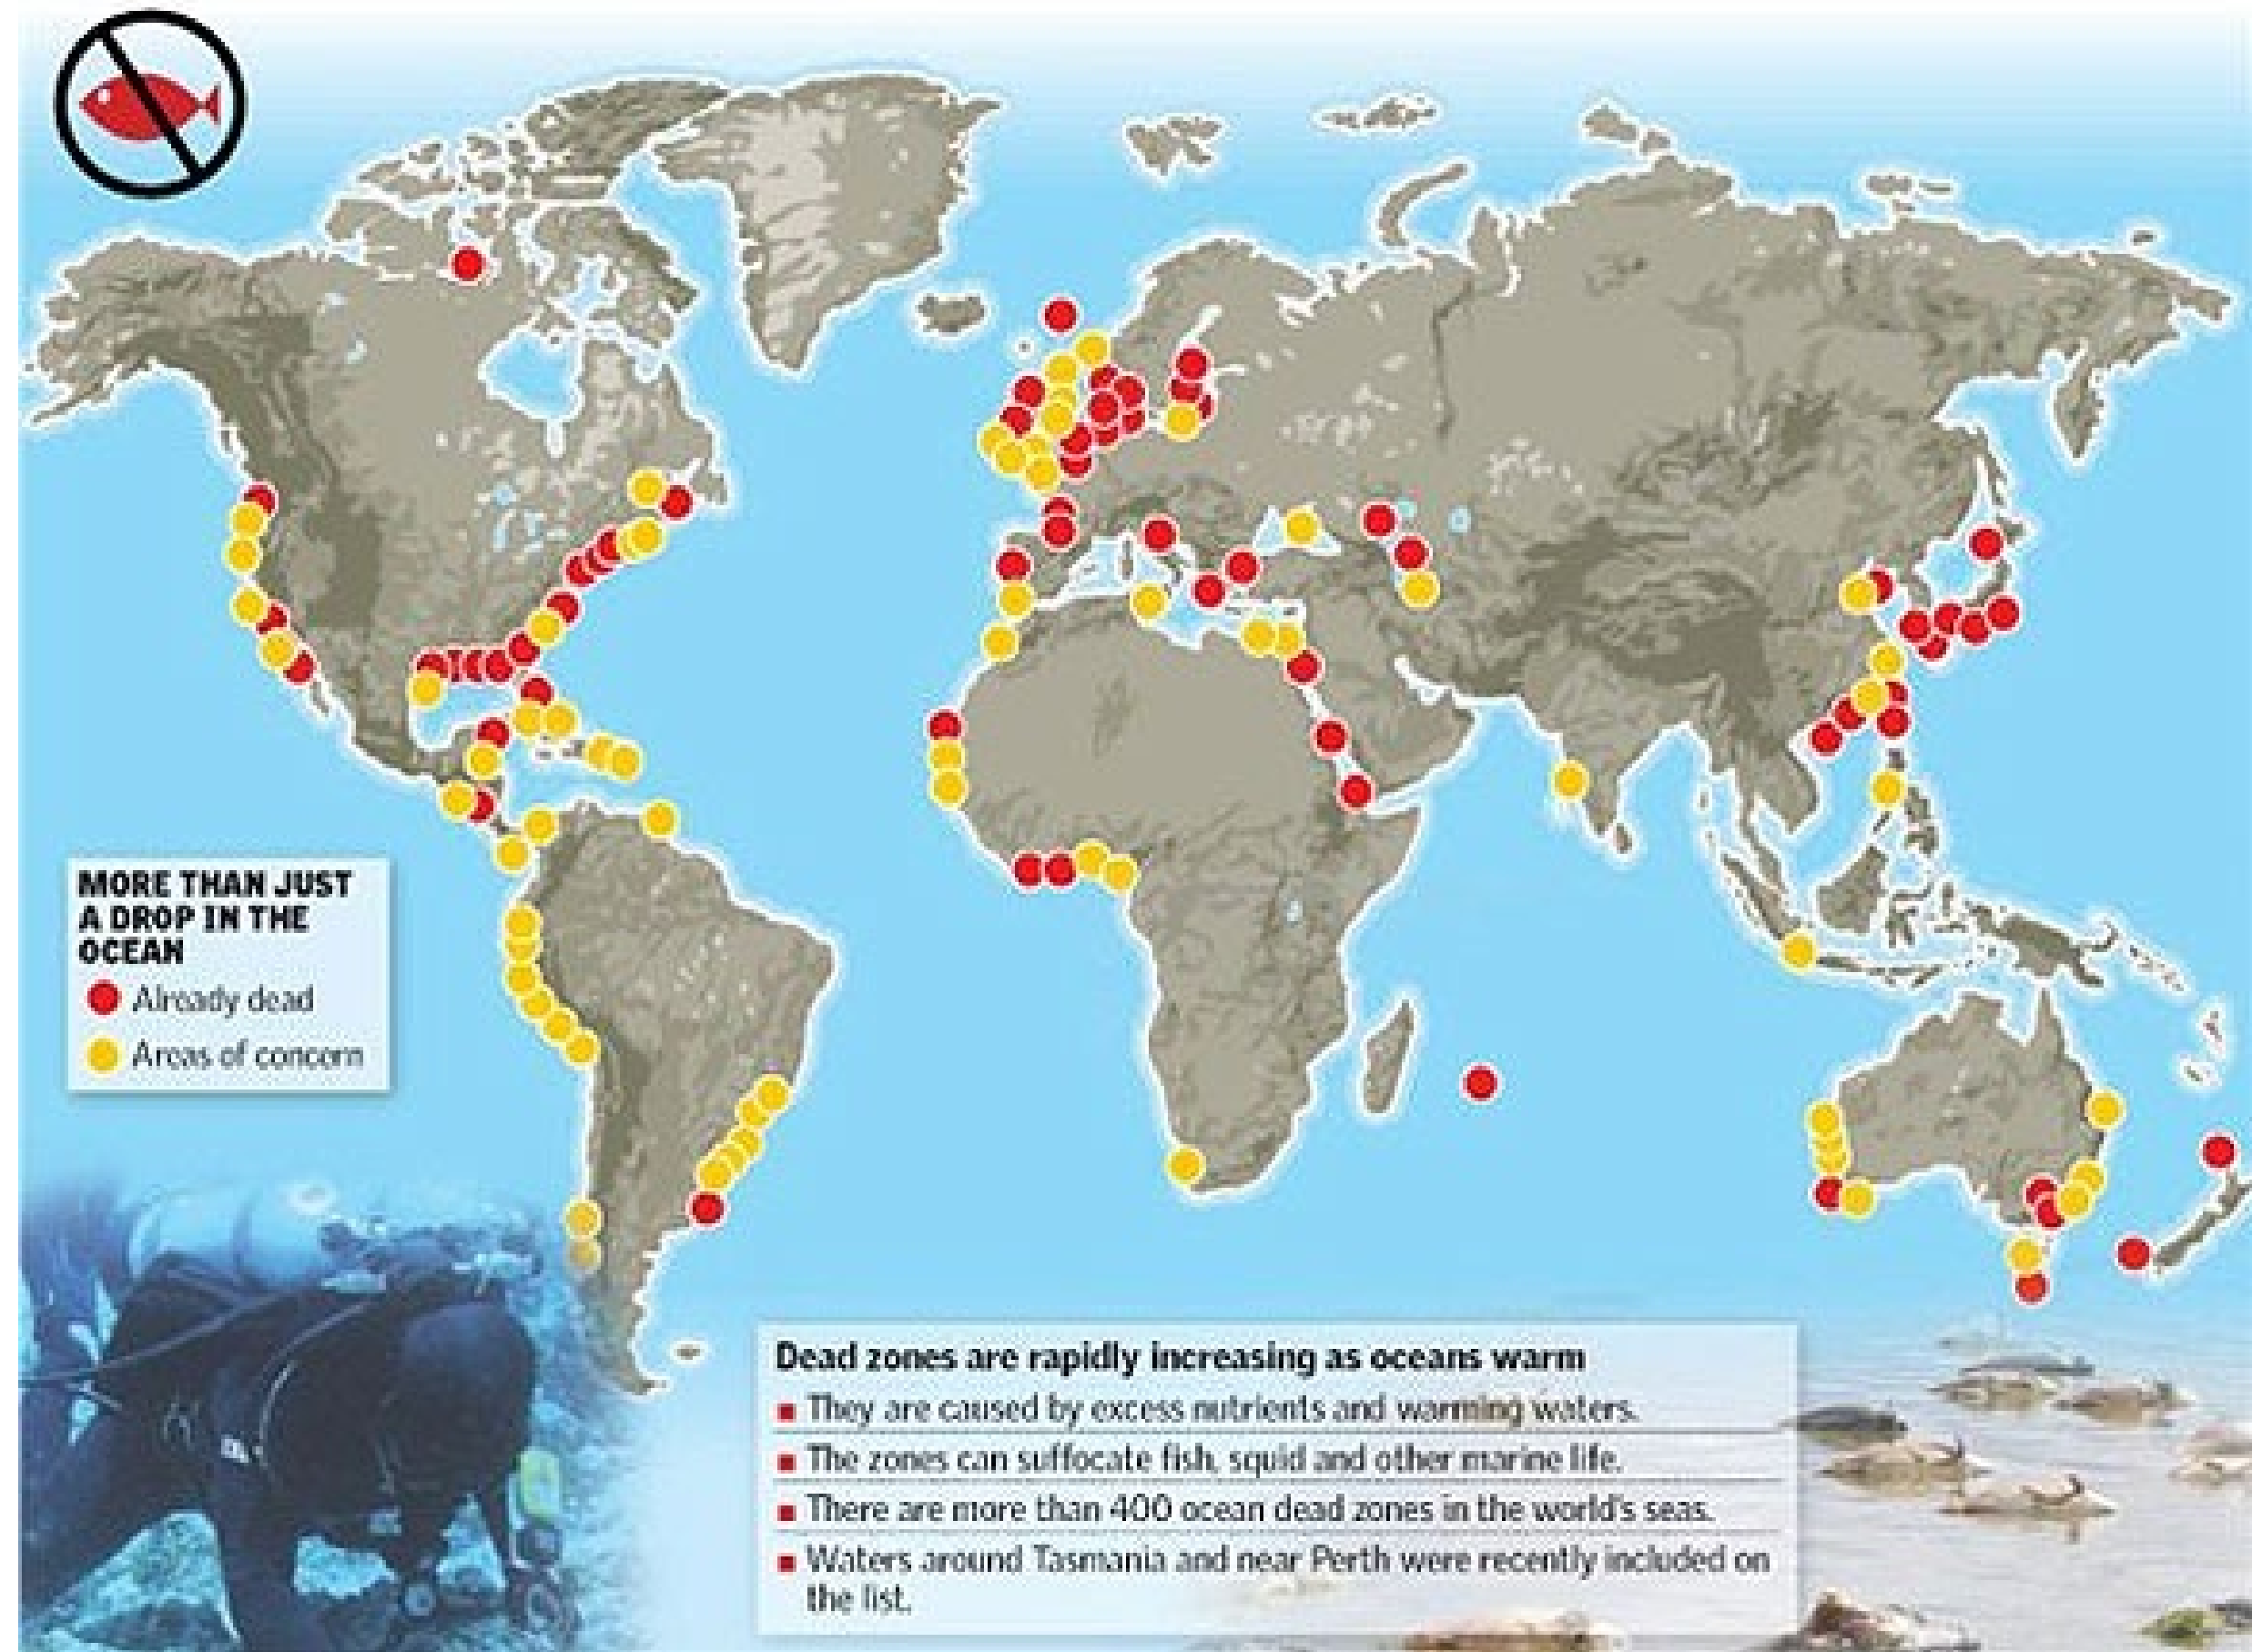 MORE THAN JUST
A DROP IN THE
OCEAN
Already dead
Areas of concern
Dead zones are rapidly increasing as oceans warm
They are caused by excess nutrients and warming waters.
The zones can suffocate fish, squid and other marine life.
There are more than 400 ocean dead zones in the world's seas.
Waters around Tasmania and near Perth were recently included on
the list.